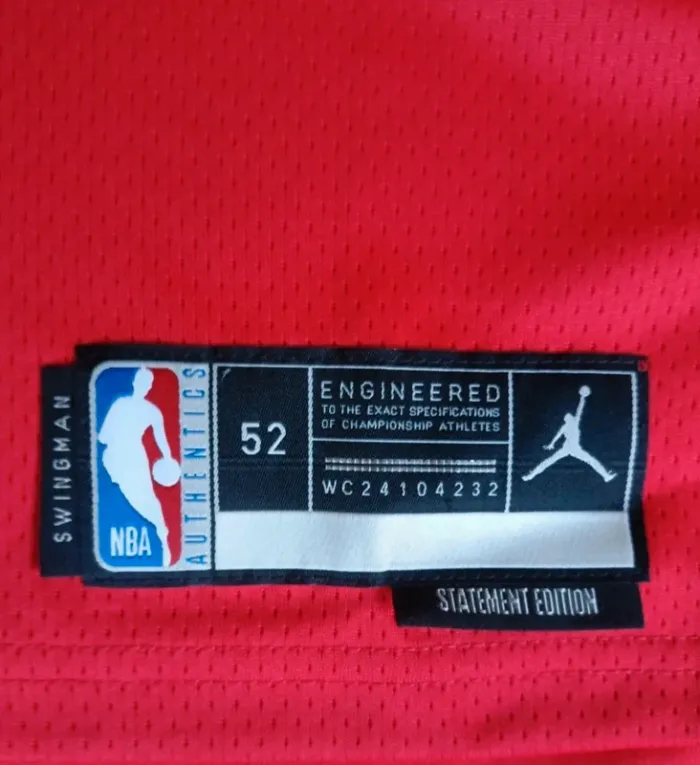 SWINGMAN
NBA
AUTHENTICS
52
ENGINEERED
TO THE EXACT SPECIFICATIONS
OF CHAMPIONSHIP ATHLETES
WC24104232
STATEMENT EDITION